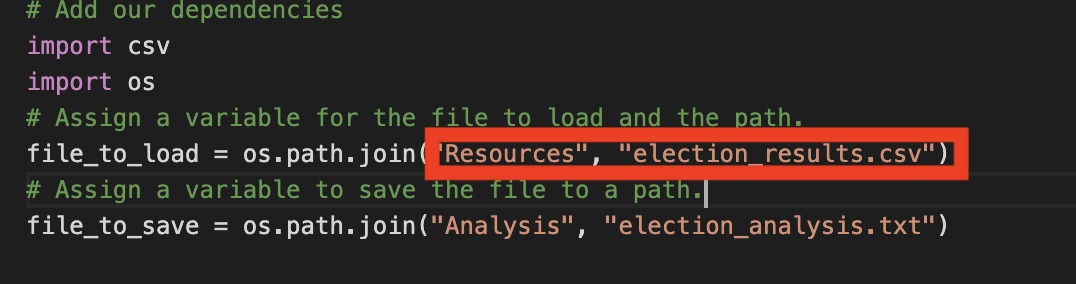 # Add our dependencies
import csv
import os
# Assign a variable for the file to load and the path.
file_to_load = os.path.join("Resources", "election_results.csv")
# Assign a variable to save the file to a path.
file_to_save = os.path.join("Analysis", "election_analysis.txt")